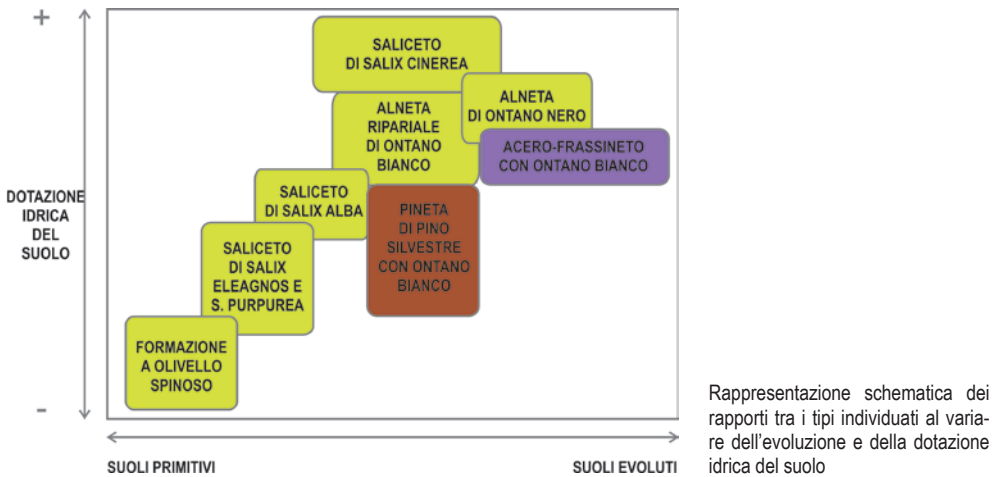 +
SALICETO
DI SALIX CINEREA
ALNETA
DI ONTANO NERO
ALNETA
RIPARIALE
DI ONTANO
BIANCO
ACERO-FRASSINETO
CON ONTANO BIANCO
SALICETO
DI SALIX ALBA
DOTAZIONE
IDRICA
DEL
SUOLO
PINETA
DI PINO
SILVESTRE
CON ONTANO
BIANCO
SALICETO
DI SALIX
ELEAGNOS E
S. PURPUREA
FORMAZIONE
A OLIVELLO
SPINOSO
-
SUOLI PRIMITIVI
SUOLI EVOLUTI
Rappresentazione schematica dei
rapporti tra i tipi individuati al varia-
re dell'evoluzione e della dotazione
idrica del suolo